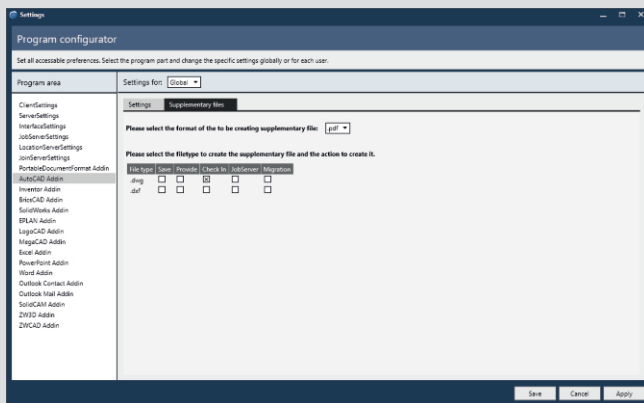 Settings
Program configurator
Set all accessable preferences. Select the program part and change the specific settings globally or for each user.
Program area
Settings for: Global
ClientSettings
ServerSettings
InterfaceSettings
JobServerSettings
LocationServerSettings
JoinServerSettings
PortableDocumentFormat Addin
AutoCAD Addin
Inventor Addin
BricsCAD Addin
SolidWorks Addin
EPLAN Addin
LogoCAD Addin
MegaCAD Addin
Excel Addin
PowerPoint Addin
Word Addin
Outlook Contact Addin
Outlook Mail Addin
SolidCAM Addin
ZW3D Addin
ZWCAD Addin
Settings Supplementary files
Please select the format of the to be creating supplementary file: .pdf
Please select the filetype to create the supplementary file and the action to create it.
File type Save Provide Check In JobServer Migration
.dwg
.dxf
Save Cancel Apply